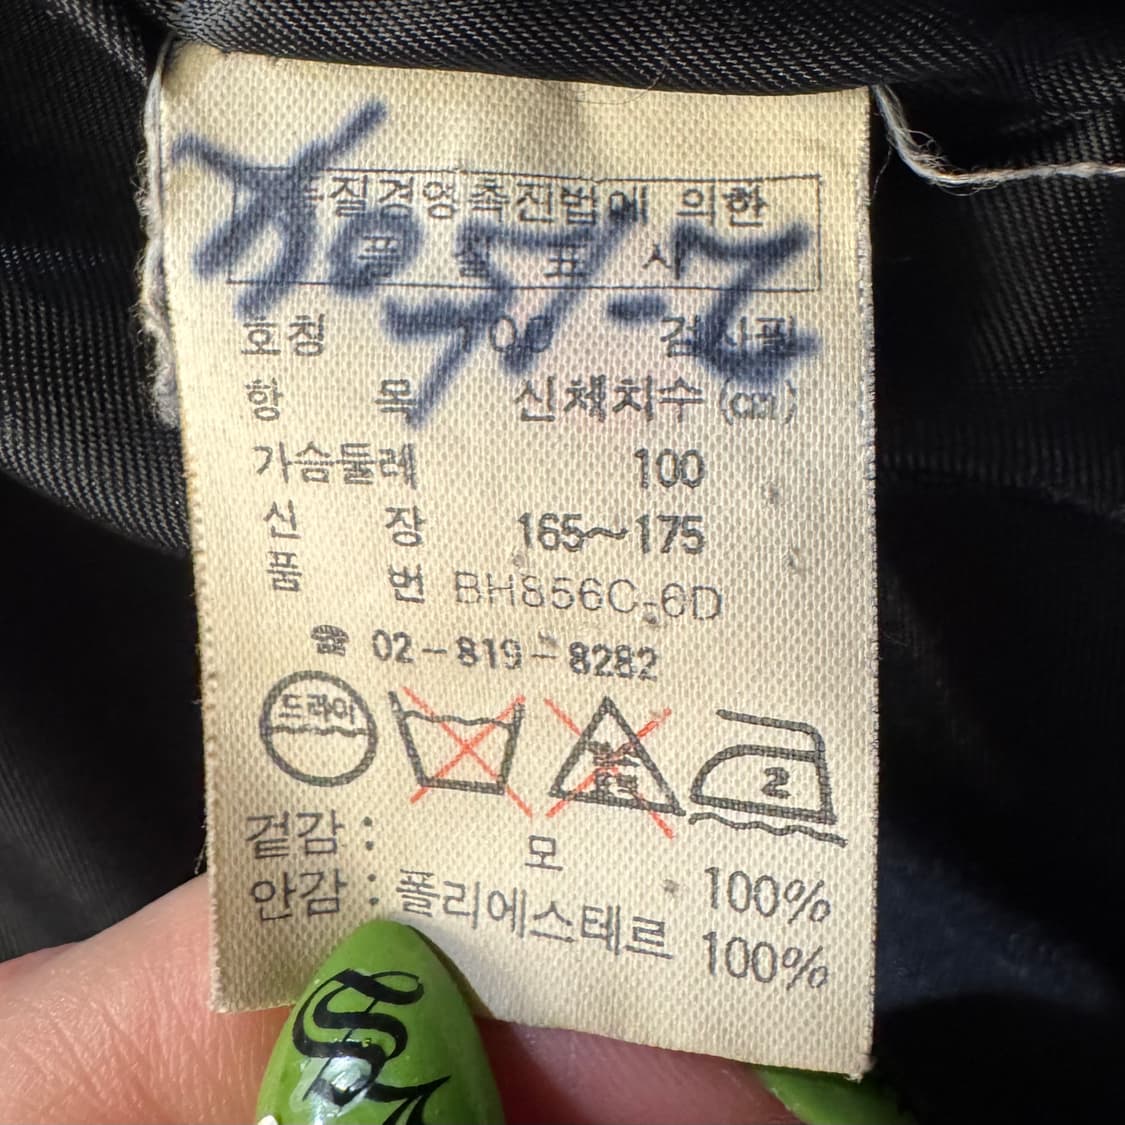 품질경영촉진법에 의한
품 질 표 시
호칭 100 검사필
항 목 신체치수 (cm)
가슴둘레 100
신 장 165~175
품 번 BH856C-6D
☎ 02-819-8282
드라이
2
겉감 : 모 100%
안감 : 폴리에스테르 100%